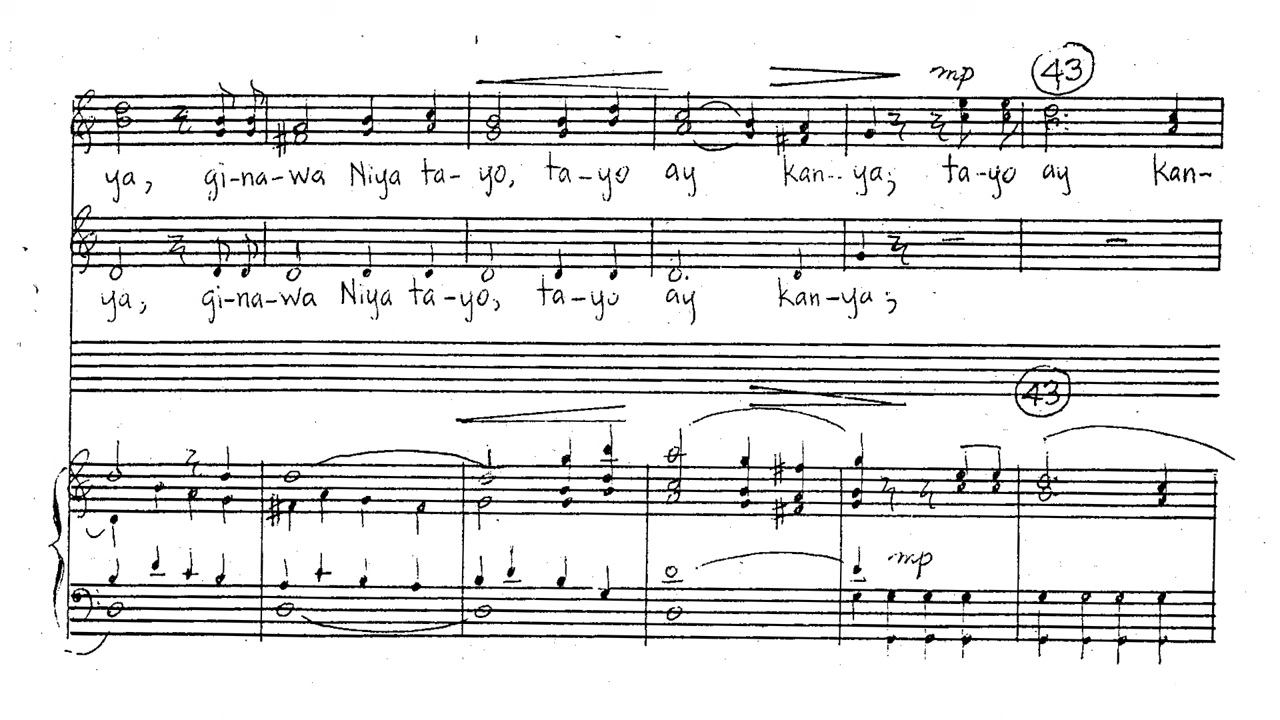 mp 43
ya, gi-na-wa Niya ta-yo, ta-yo ay kan-ya; ta-yo ay kan-
ya, gi-na-wa Niya ta-yo, ta-yo ay kan-ya;
43
mp